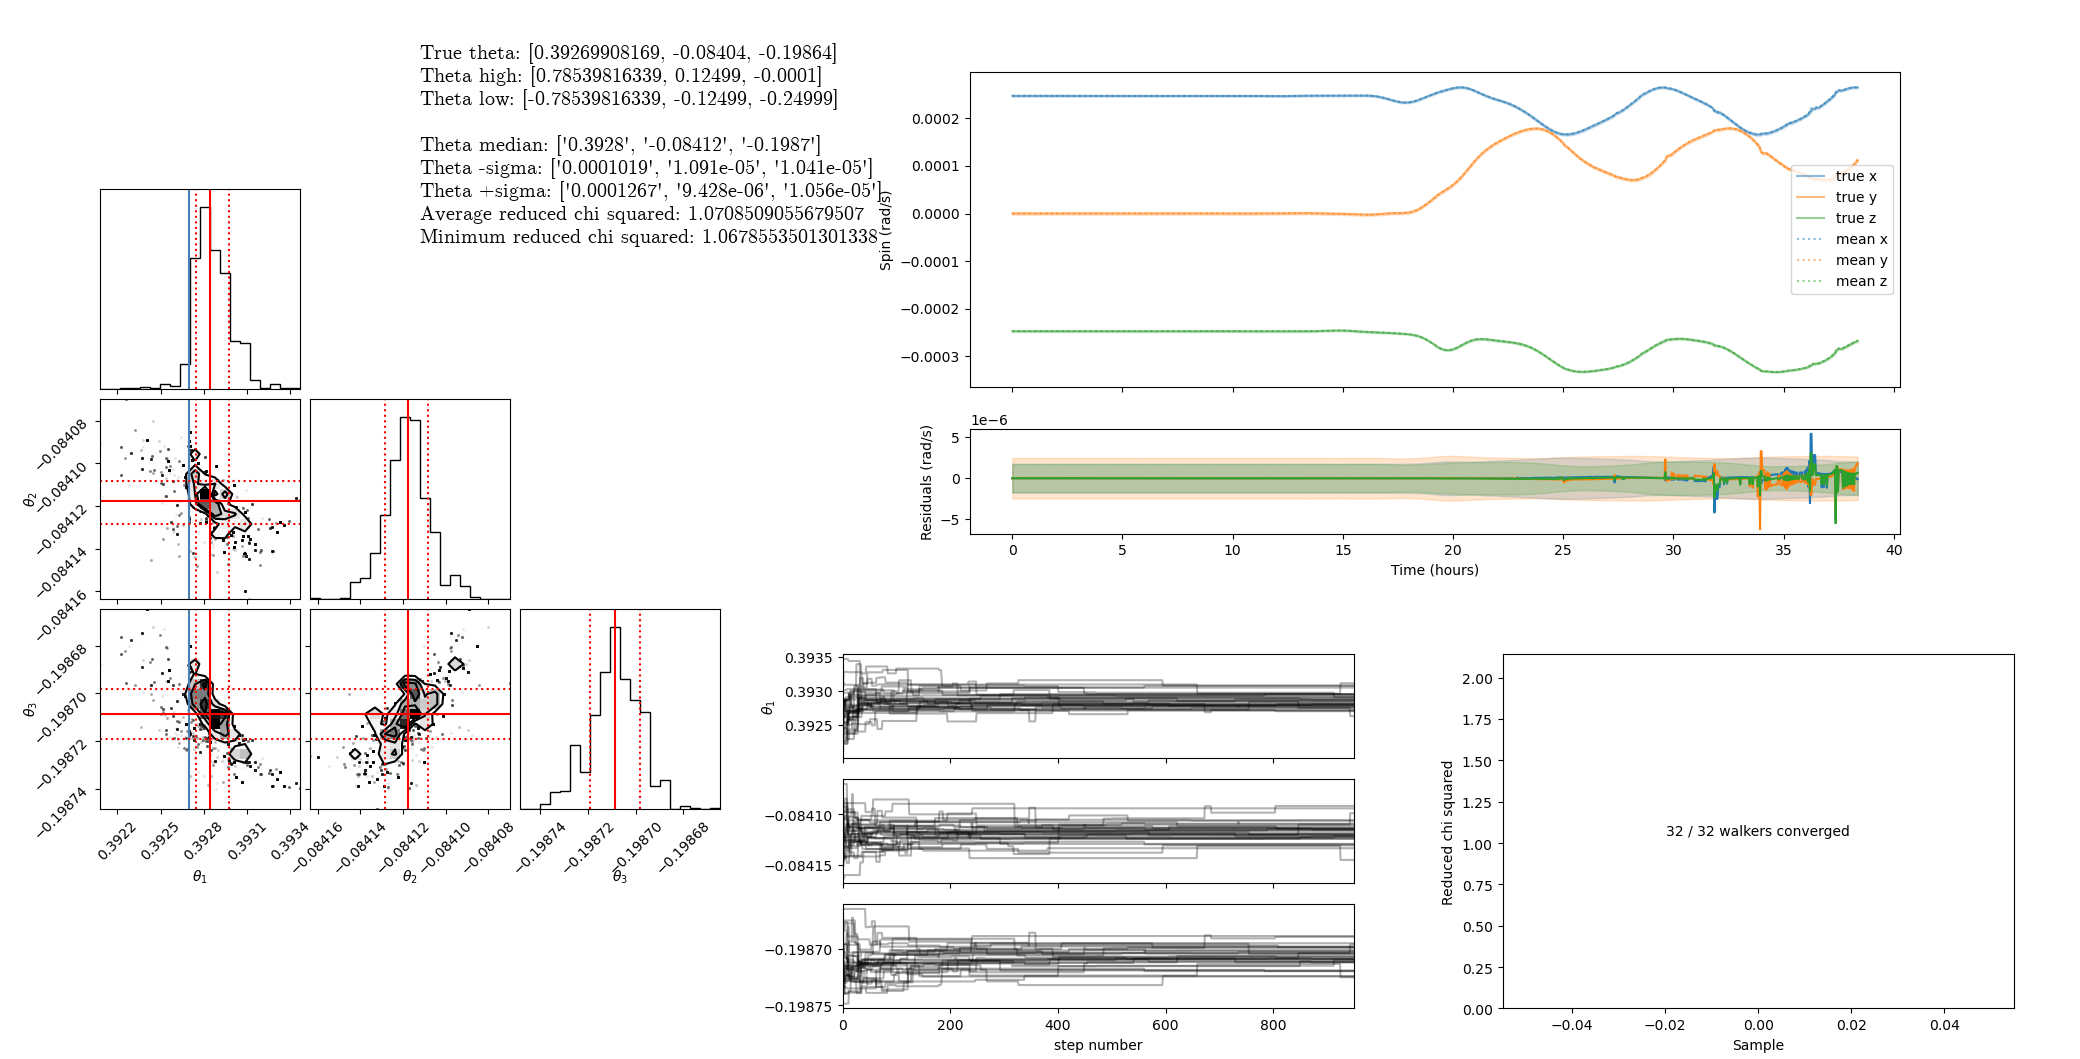 True theta: [0.39269908169, -0.08404, -0.19864]
Theta high: [0.78539816339, 0.12499, -0.0001]
Theta low: [-0.78539816339, -0.12499, -0.24999]
Theta median: ['0.3928', '-0.08412', '-0.1987']
Theta -sigma: ['0.0001019', '1.091e-05', '1.041e-05']
Theta +sigma: ['0.0001267', '9.428e-06', '1.056e-05']
Average reduced chi squared: 1.0708509055679507
Minimum reduced chi squared: 1.0678553501301338
Spin (rad/s)
0.0002
0.0001
0.0000
−0.0001
−0.0002
−0.0003
true x
true y
true z
mean x
mean y
mean z
1e−6
Residuals (rad/s)
5
0
−5
0 5 10 15 20 25 30 35 40
Time (hours)
θ2
−0.08408
−0.08410
−0.08412
−0.08414
−0.08416
θ3
−0.19868
−0.19870
−0.19872
−0.19874
0.3922 0.3925 0.3928 0.3931 0.3934
θ1
−0.08416 −0.08414 −0.08412 −0.08410 −0.08408
θ2
−0.19874 −0.19872 −0.19870 −0.19868
θ3
θ1
0.3935
0.3930
0.3925
−0.08410
−0.08415
−0.19870
−0.19875
0 200 400 600 800
step number
Reduced chi squared
2.00
1.75
1.50
1.25
1.00
0.75
0.50
0.25
0.00
32 / 32 walkers converged
−0.04 −0.02 0.00 0.02 0.04
Sample